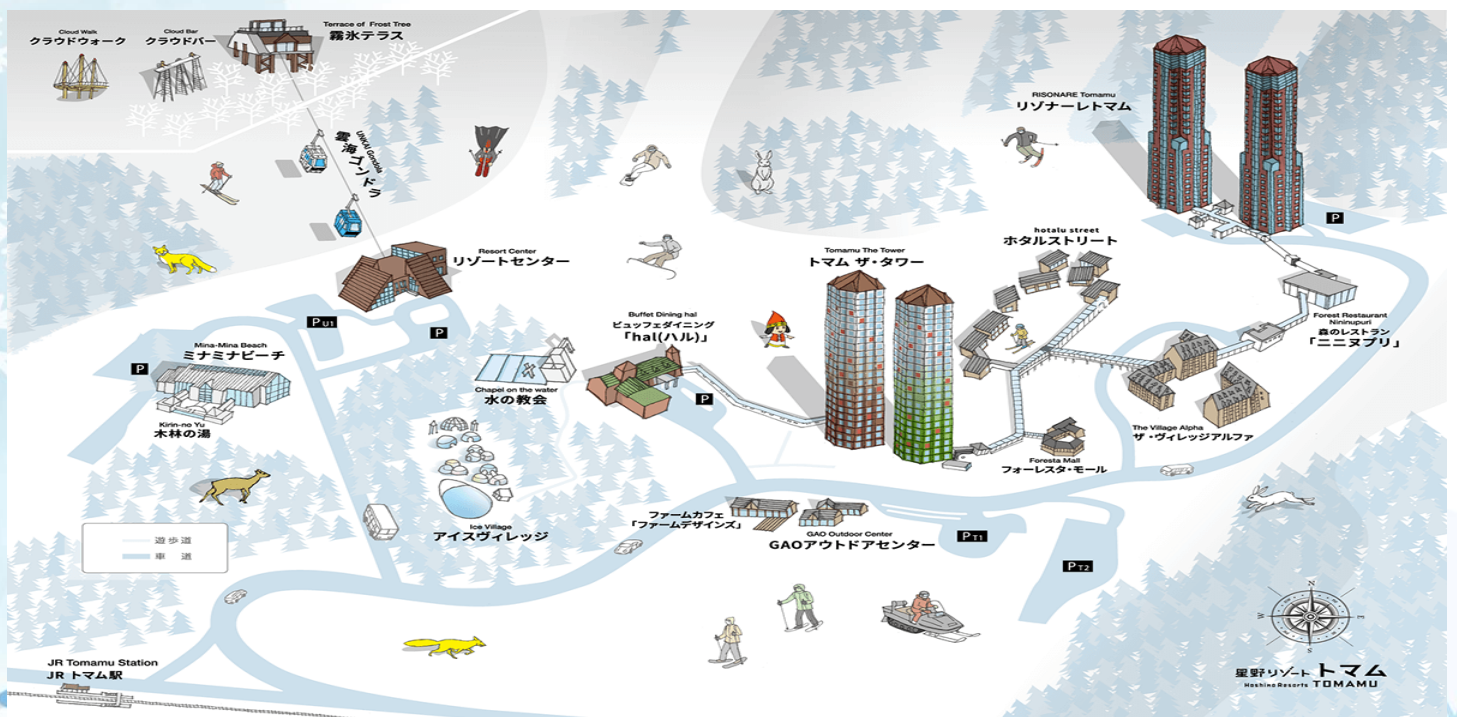 Cloud Walk
クラウドウォーク
Cloud Bar
クラウドバー
Terrace of Frost Tree
霧氷テラス
UNKAI Gondola
雲海ゴンドラ
RISONARE Tomamu
リゾナーレトマム
P
Resort Center
リゾートセンター
Tomamu The Tower
トマム ザ・タワー
hotalu street
ホタルストリート
Forest Restaurant
Nininupuri
森のレストラン
「ニニヌプリ」
P U1
P
Buffet Dining hal
ビュッフェダイニング
「hal(ハル)」
Mina-Mina Beach
ミナミナビーチ
P
Chapel on the water
水の教会
P
Kirin-no Yu
木林の湯
The Village Alpha
ザ・ヴィレッジアルファ
Foresta Mall
フォーレスタ・モール
Ice Village
アイスヴィレッジ
ファームカフェ
「ファームデザインズ」
GAO Outdoor Center
GAOアウトドアセンター
P T1
P T2
遊歩道
車 道
N
W
E
S
JR Tomamu Station
JR トマム駅
星野リゾート トマム
Hoshino Resorts TOMAMU